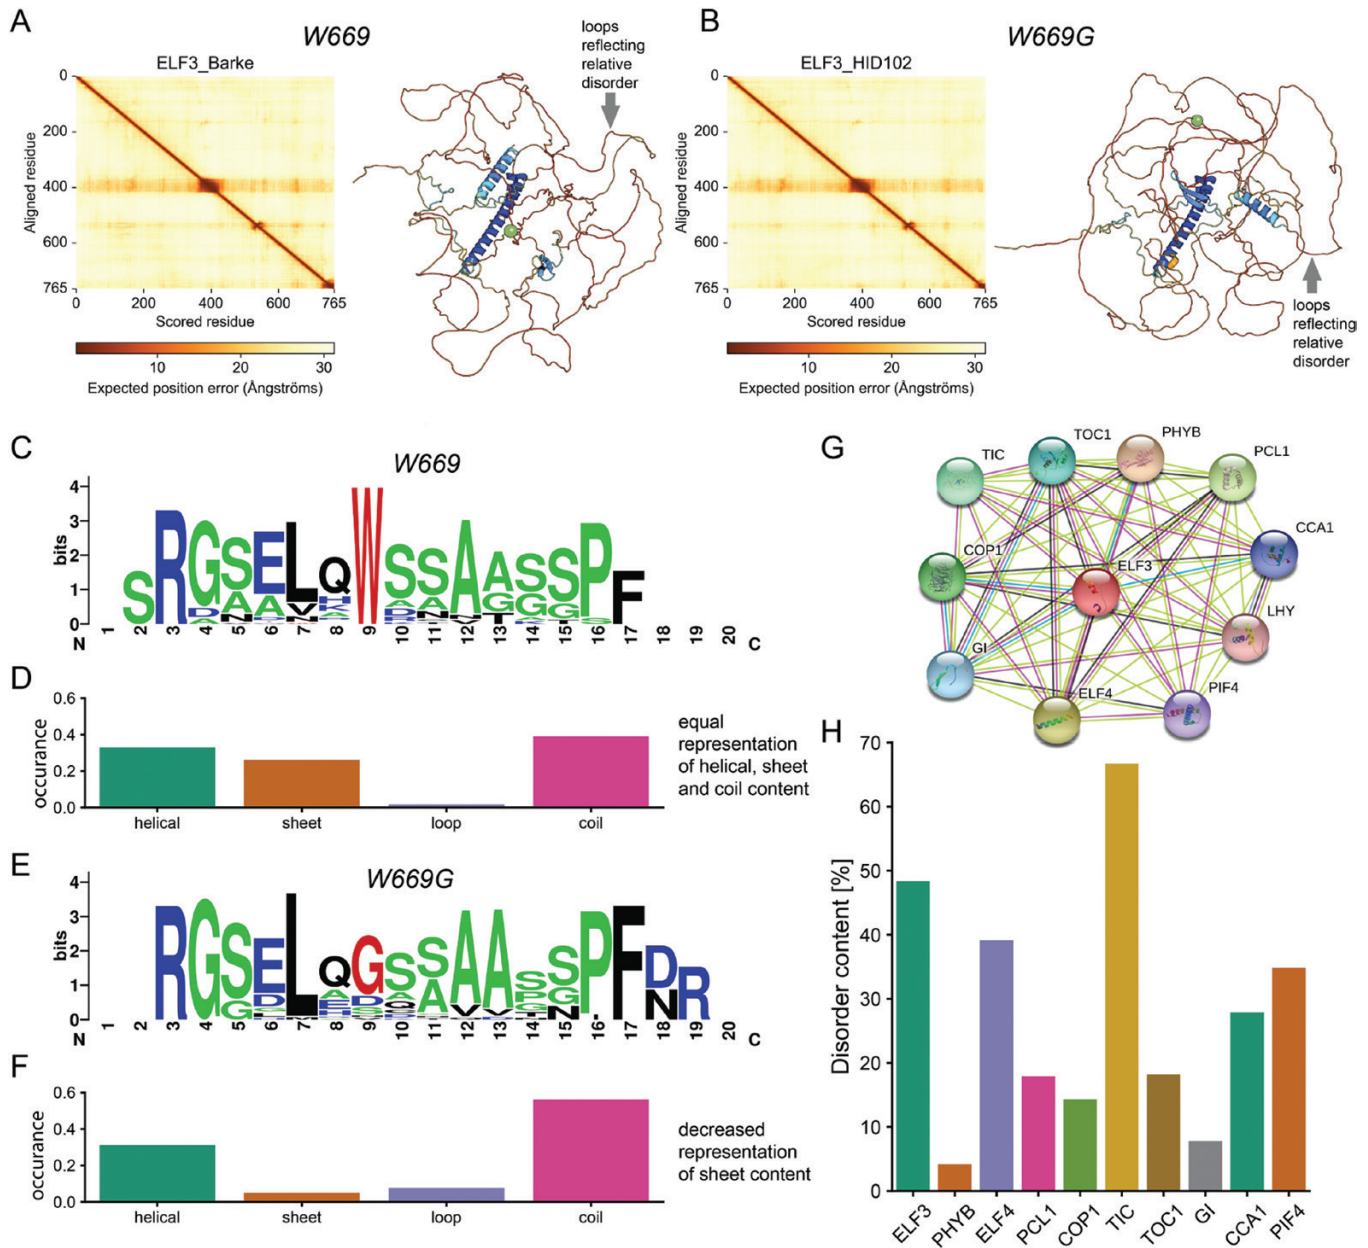 A
W669
ELF3_Barke
0
200
400
600
765
Aligned residue
0
200
400
600
765
Scored residue
10
20
30
Expected position error (Ångströms)
loops
reflecting
relative
disorder
B
W669G
ELF3_HID102
0
200
400
600
765
Aligned residue
0
200
400
600
765
Scored residue
10
20
30
Expected position error (Ångströms)
loops
reflecting
relative
disorder
C
W669
bits
4
3
2
1
0
SRGSELQWSSAASSPF
N 1 2 3 4 5 6 7 8 9 10 11 12 13 14 15 16 17 18 19 20 C
D
occurance
0.6
0.4
0.2
0.0
helical
sheet
loop
coil
equal
representation
of helical, sheet
and coil content
E
W669G
bits
4
3
2
1
0
RGSELQGSSAASSPFDR
N 1 2 3 4 5 6 7 8 9 10 11 12 13 14 15 16 17 18 19 20 C
F
occurance
0.6
0.4
0.2
0.0
helical
sheet
loop
coil
decreased
representation
of sheet content
G
TIC
TOC1
PHYB
PCL1
CCA1
COP1
ELF3
LHY
GI
ELF4
PIF4
H
Disorder content [%]
70
60
50
40
30
20
10
0
ELF3
PHYB
ELF4
PCL1
COP1
TIC
TOC1
GI
CCA1
PIF4